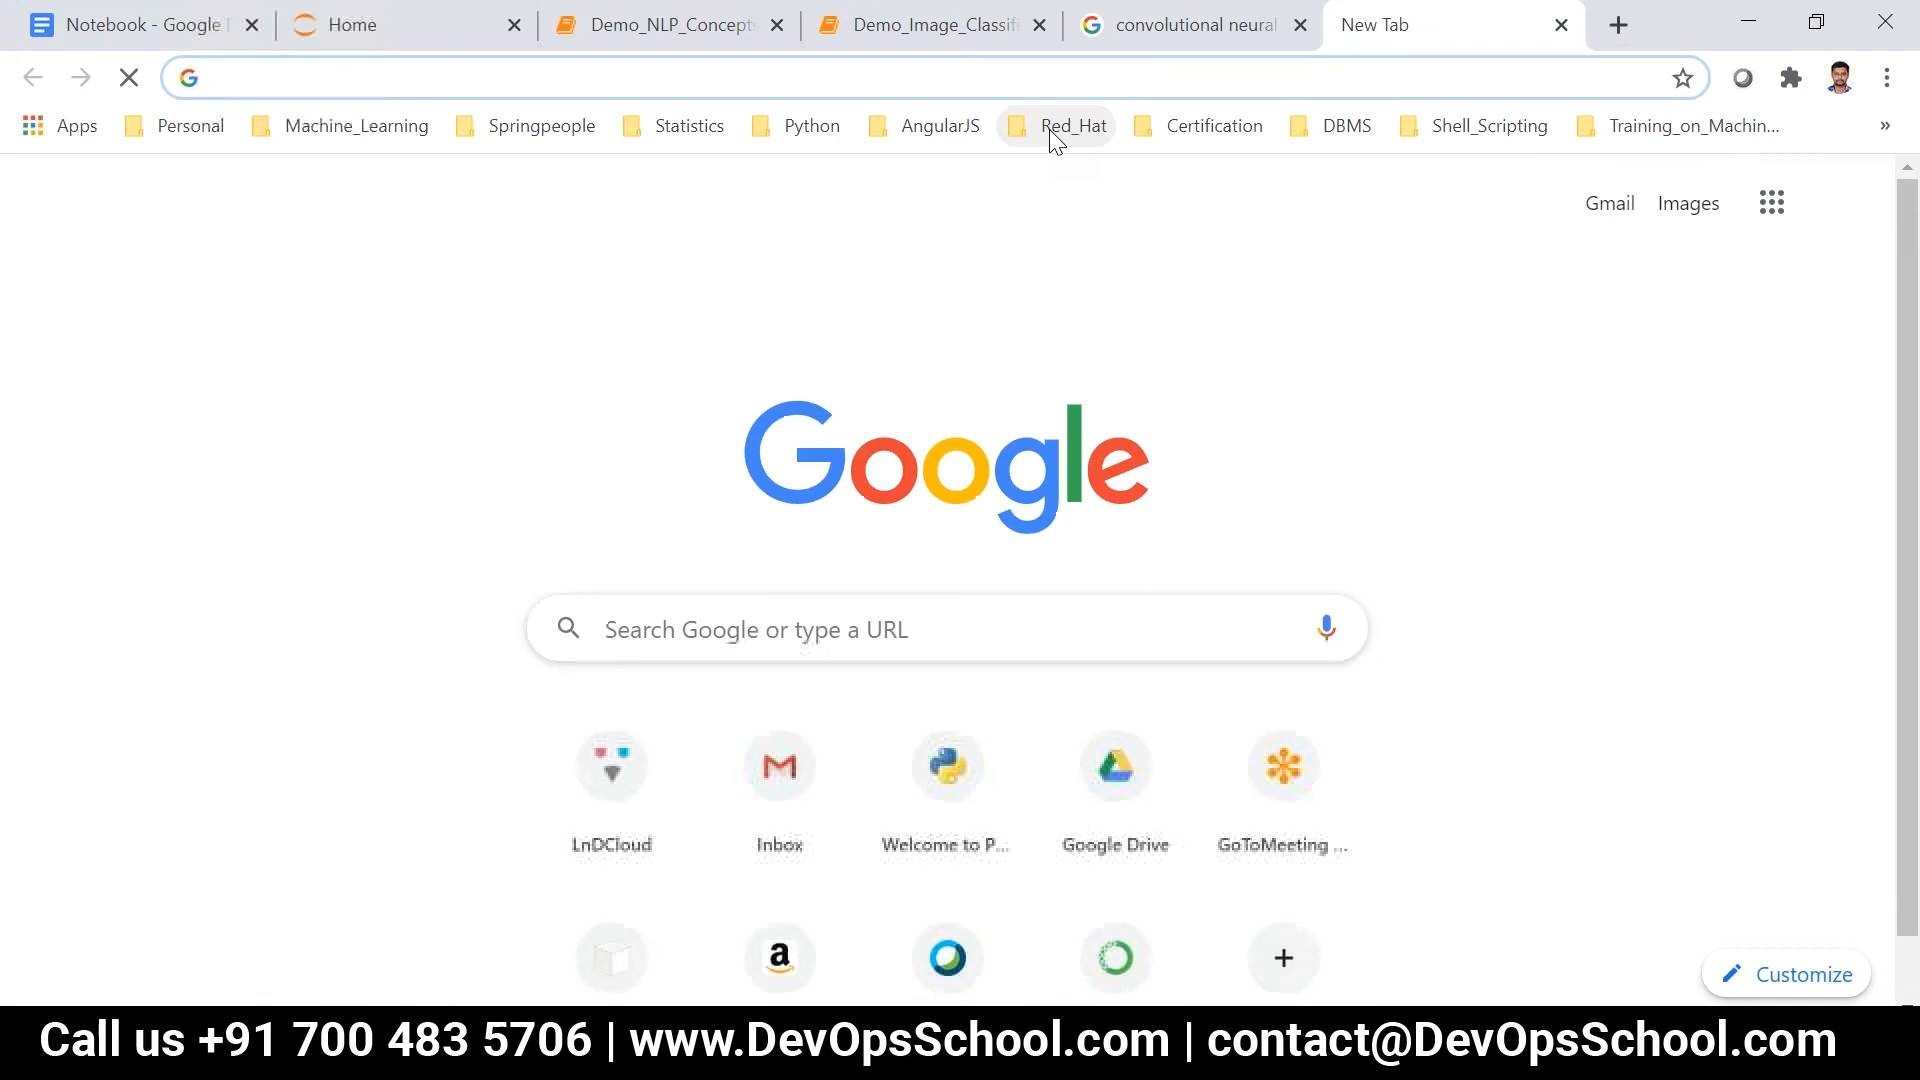 Notebook - Google
Home
Demo_NLP_Concept
Demo_Image_Classifi
convolutional neural
New Tab
Apps
Personal
Machine_Learning
Springpeople
Statistics
Python
AngularJS
Red_Hat
Certification
DBMS
Shell_Scripting
Training_on_Machin...
»
Gmail
Images
Google
Search Google or type a URL
LnDCloud
Inbox
Welcome to P...
Google Drive
GoToMeeting ...
Customize
Call us +91 700 483 5706 | www.DevOpsSchool.com | contact@DevOpsSchool.com